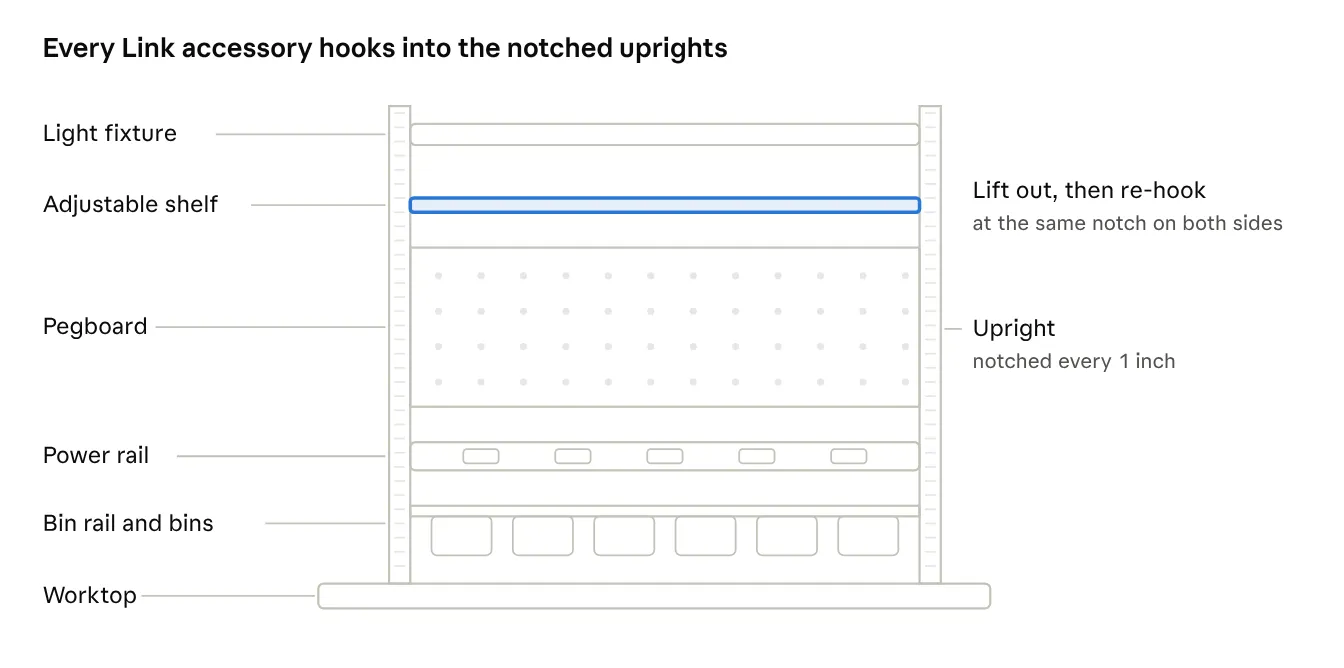 Every Link accessory hooks into the notched uprights
Light fixture
Adjustable shelf
Lift out, then re-hook
at the same notch on both sides
Pegboard
Upright
notched every 1 inch
Power rail
Bin rail and bins
Worktop